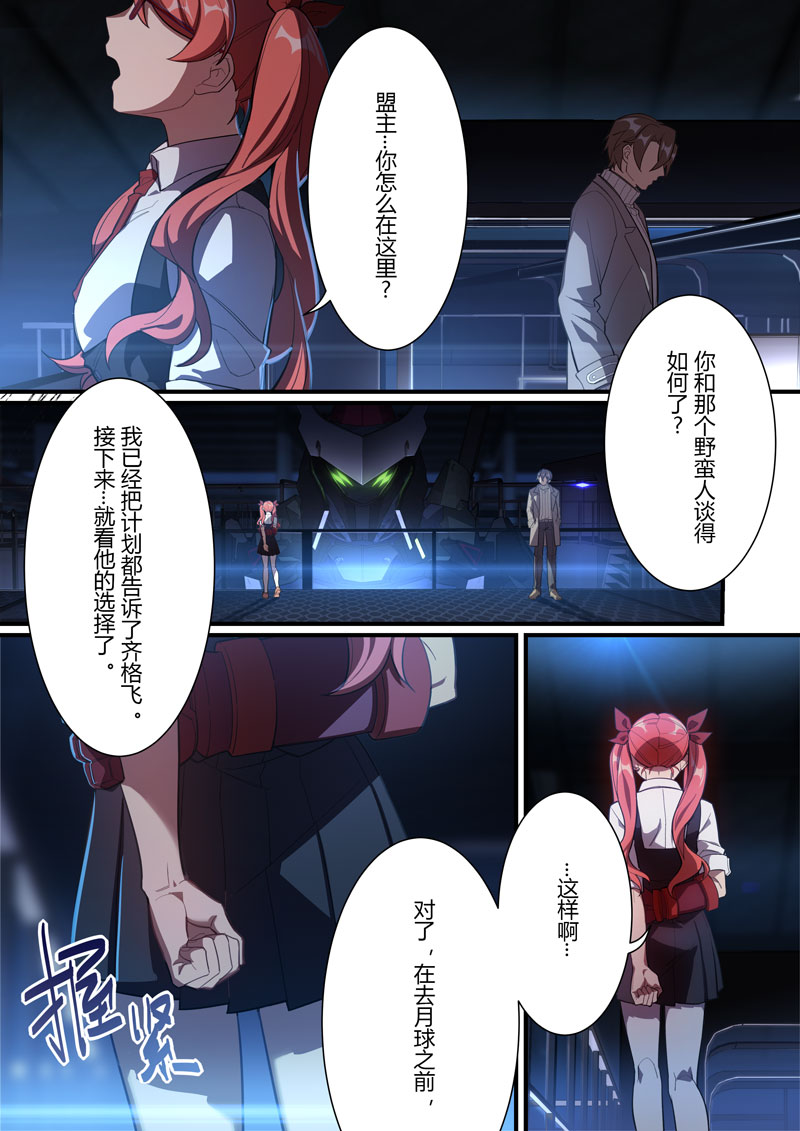 盟主…你怎么在这里？
你和那个野蛮人谈得
如何了？
我已经把计划都告诉了齐格飞。
接下来…就看他的选择了。
…这样啊…
对了，在去月球之前，
握紧